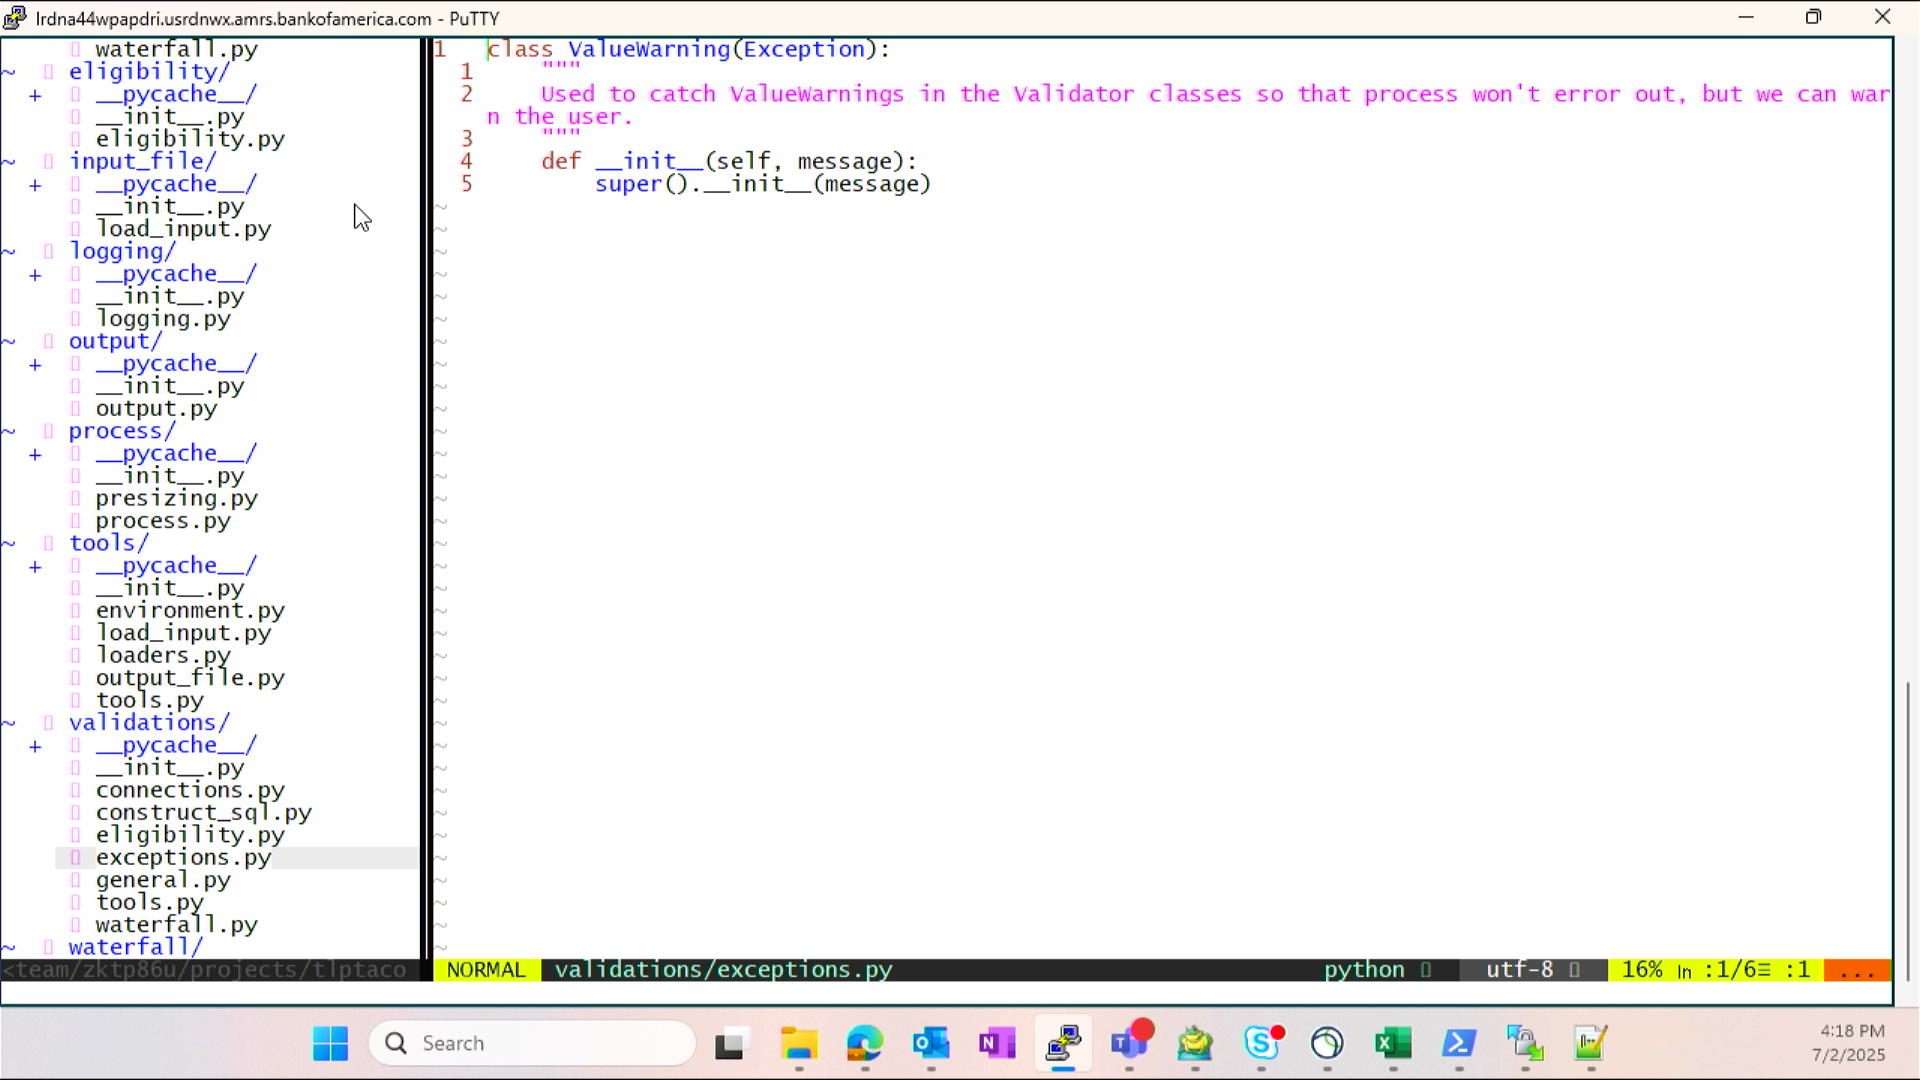 lrdna44wpapdri.usrdnwx.amrs.bankofamerica.com - PuTTY
waterfall.py
~ eligibility/
+ __pycache__/
__init__.py
eligibility.py
~ input_file/
+ __pycache__/
__init__.py
load_input.py
~ logging/
+ __pycache__/
__init__.py
logging.py
~ output/
+ __pycache__/
__init__.py
output.py
~ process/
+ __pycache__/
__init__.py
presizing.py
process.py
~ tools/
+ __pycache__/
__init__.py
environment.py
load_input.py
loaders.py
output_file.py
tools.py
~ validations/
+ __pycache__/
__init__.py
connections.py
construct_sql.py
eligibility.py
exceptions.py
general.py
tools.py
waterfall.py
~ waterfall/
<team/zktp86u/projects/tlptaco
1 class ValueWarning(Exception):
1 """
2 Used to catch ValueWarnings in the Validator classes so that process won't error out, but we can war
n the user.
3 """
4 def __init__(self, message):
5 super().__init__(message)
NORMAL validations/exceptions.py python utf-8 16% ln :1/6≡ :1 ...
Search
4:18 PM
7/2/2025